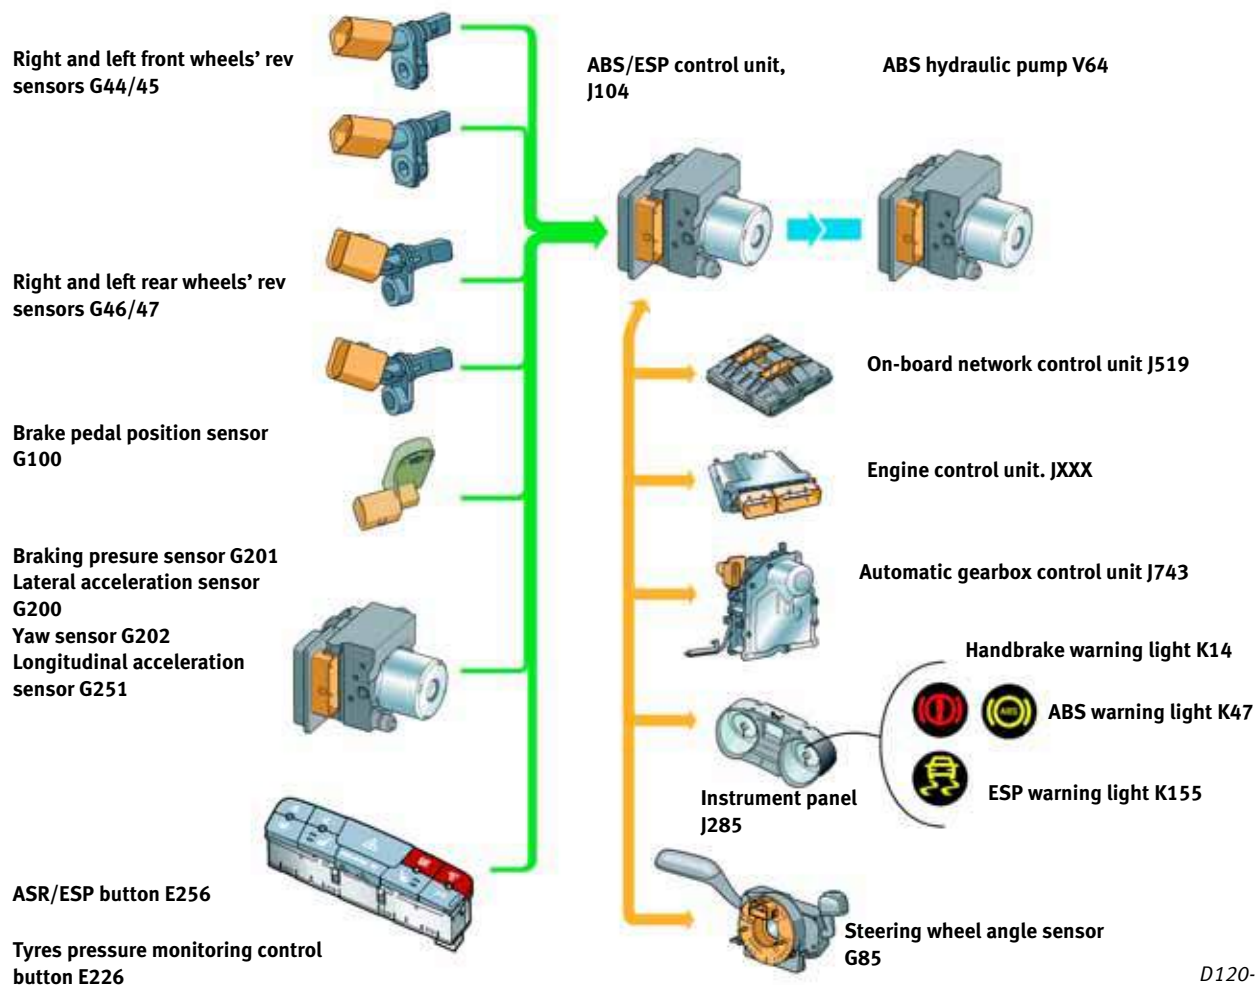 Right and left front wheels’ rev
sensors G44/45
ABS/ESP control unit,
J104
ABS hydraulic pump V64
Right and left rear wheels’ rev
sensors G46/47
On-board network control unit J519
Brake pedal position sensor
G100
Engine control unit. JXXX
Braking presure sensor G201
Lateral acceleration sensor
G200
Yaw sensor G202
Longitudinal acceleration
sensor G251
Automatic gearbox control unit J743
Handbrake warning light K14
ABS
ABS warning light K47
ESP warning light K155
Instrument panel
J285
ASR/ESP button E256
Tyres pressure monitoring control
button E226
Steering wheel angle sensor
G85
D120-